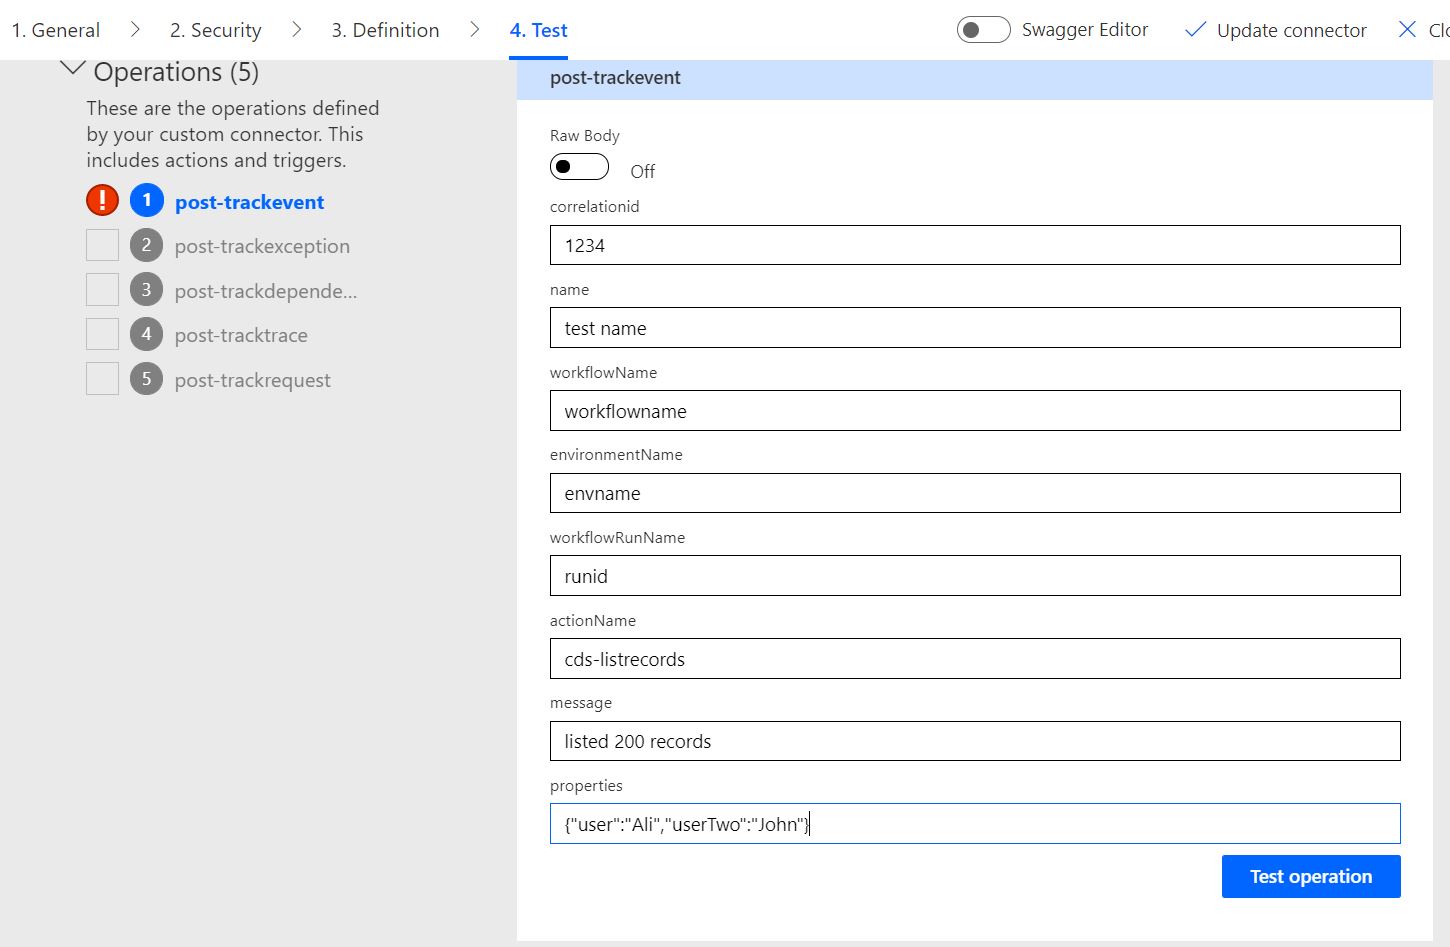 1. General
2. Security
3. Definition
4. Test
Swagger Editor
Update connector
Operations (5)
These are the operations defined
by your custom connector. This
includes actions and triggers.
!
1
post-trackevent
2
post-trackexception
3
post-trackdepende...
4
post-tracktrace
5
post-trackrequest
post-trackevent
Raw Body
Off
correlationid
1234
name
test name
workflowName
workflowname
environmentName
envname
workflowRunName
runid
actionName
cds-listrecords
message
listed 200 records
properties
{"user":"Ali","userTwo":"John"}
Test operation